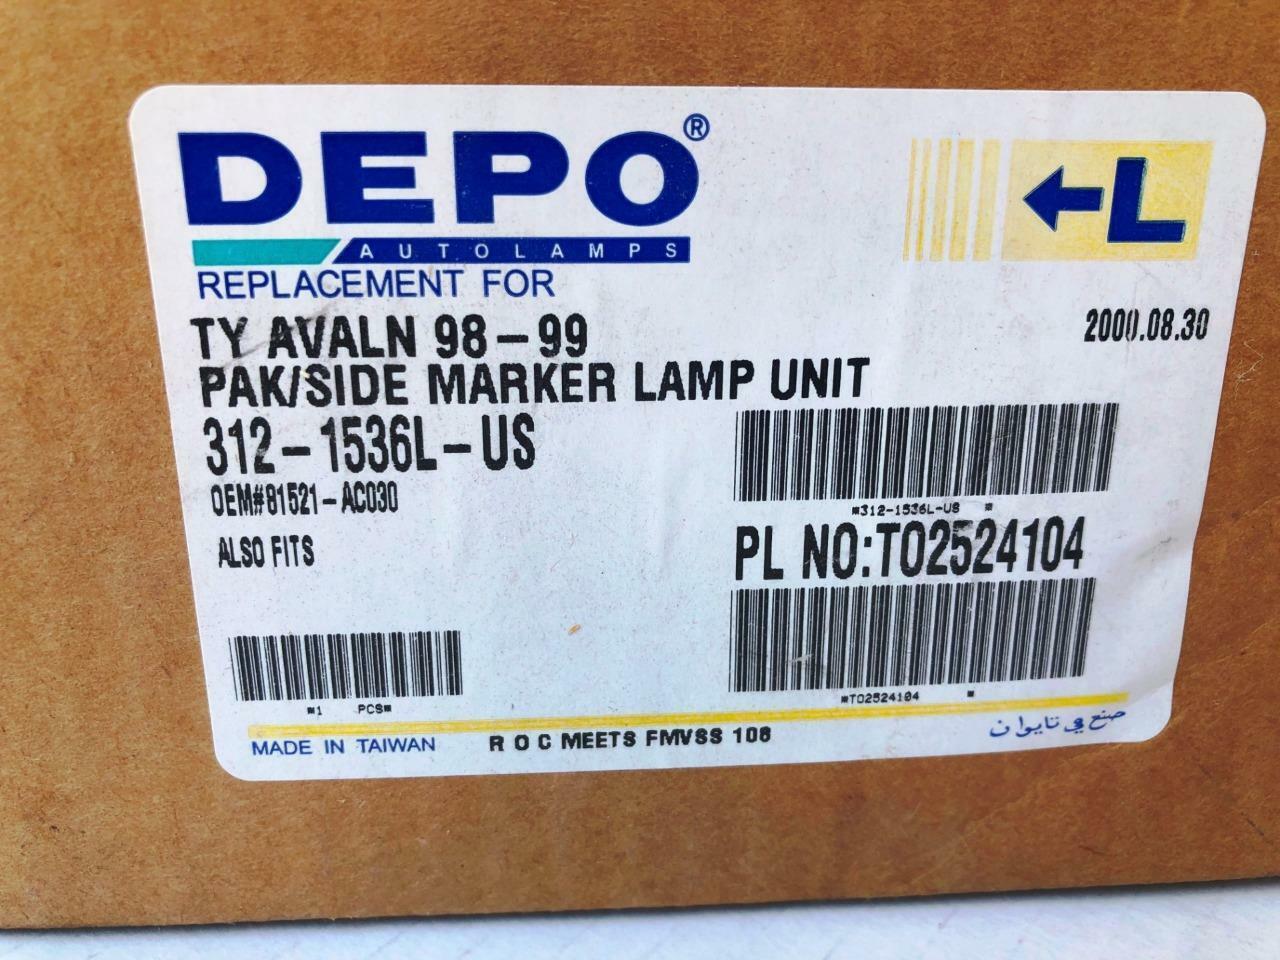 DEPO®
AUTOLAMPS
L
REPLACEMENT FOR
TY AVALN 98-99
2000.08.30
PAK/SIDE MARKER LAMP UNIT
312-1536L-US
OEM#81521-AC030
*312-1536L-US *
ALSO FITS
PL NO:TO2524104
*1 PCS*
*TO2524104 *
MADE IN TAIWAN
R O C MEETS FMVSS 108
صنع في تايوان